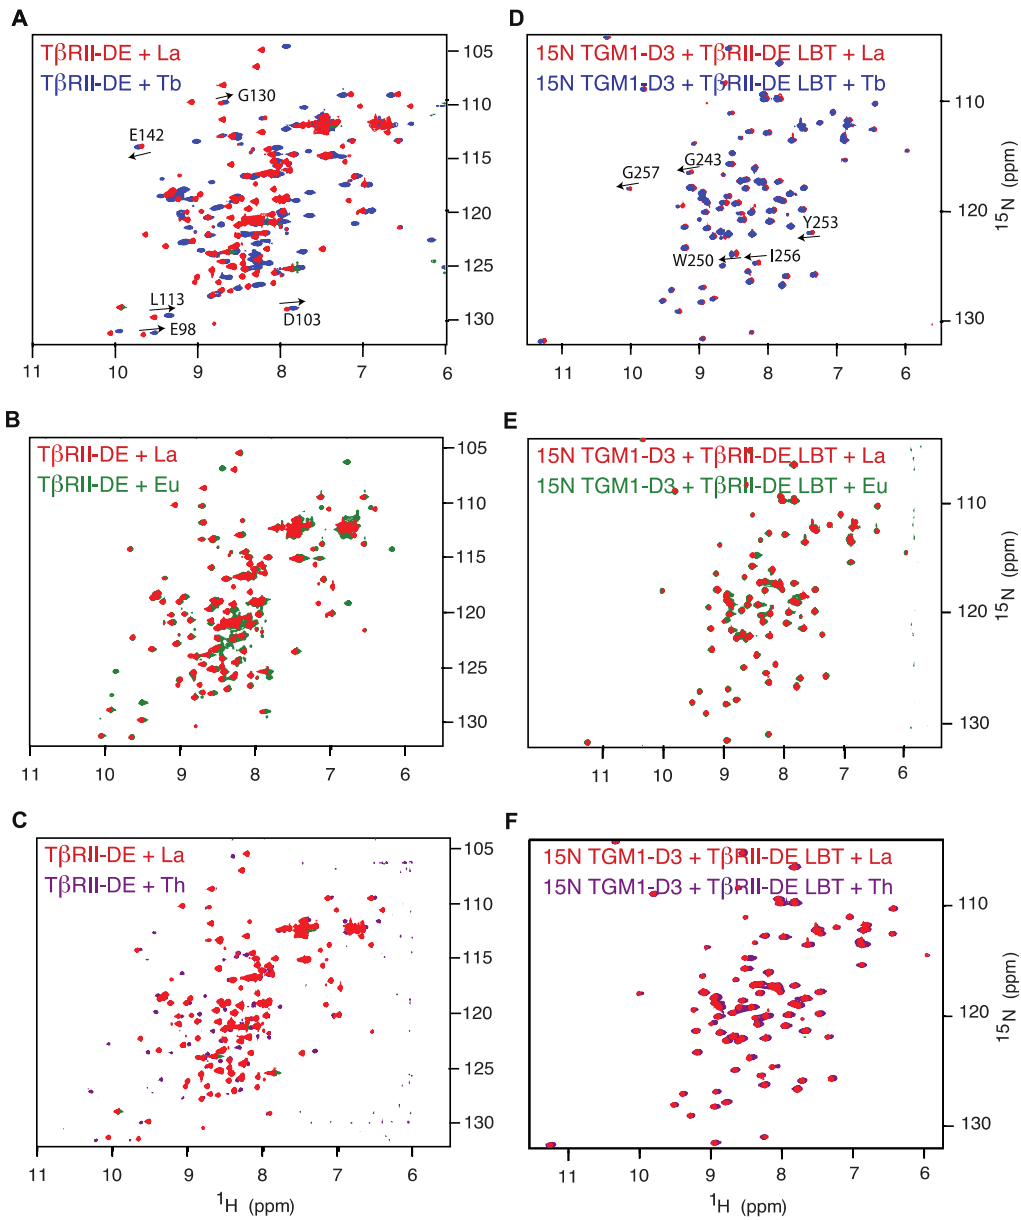 A
TβRII-DE + La
TβRII-DE + Tb
G130
E142
L113
E98
D103
105
110
115
120
125
130
11 10 9 8 7 6
D
15N TGM1-D3 + TβRII-DE LBT + La
15N TGM1-D3 + TβRII-DE LBT + Tb
G243
G257
Y253
W250
I256
110
120
130
15N (ppm)
11 10 9 8 7 6
B
TβRII-DE + La
TβRII-DE + Eu
105
110
115
120
125
130
11 10 9 8 7 6
E
15N TGM1-D3 + TβRII-DE LBT + La
15N TGM1-D3 + TβRII-DE LBT + Eu
110
120
130
15N (ppm)
11 10 9 8 7 6
C
TβRII-DE + La
TβRII-DE + Th
105
110
115
120
125
130
11 10 9 8 7 6
1H (ppm)
F
15N TGM1-D3 + TβRII-DE LBT + La
15N TGM1-D3 + TβRII-DE LBT + Th
110
120
130
15N (ppm)
11 10 9 8 7 6
1H (ppm)